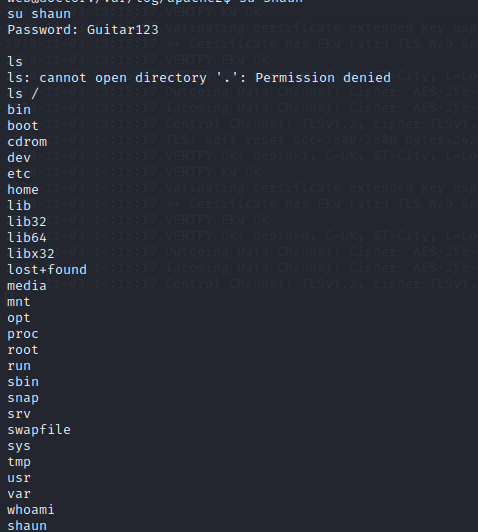 web@doctor:/var/log/apache2$ su shaun
su shaun
Password: Guitar123
ls
ls: cannot open directory '.': Permission denied
ls /
bin
boot
cdrom
dev
etc
home
lib
lib32
lib64
libx32
lost+found
media
mnt
opt
proc
root
run
sbin
snap
srv
swapfile
sys
tmp
usr
var
whoami
shaun